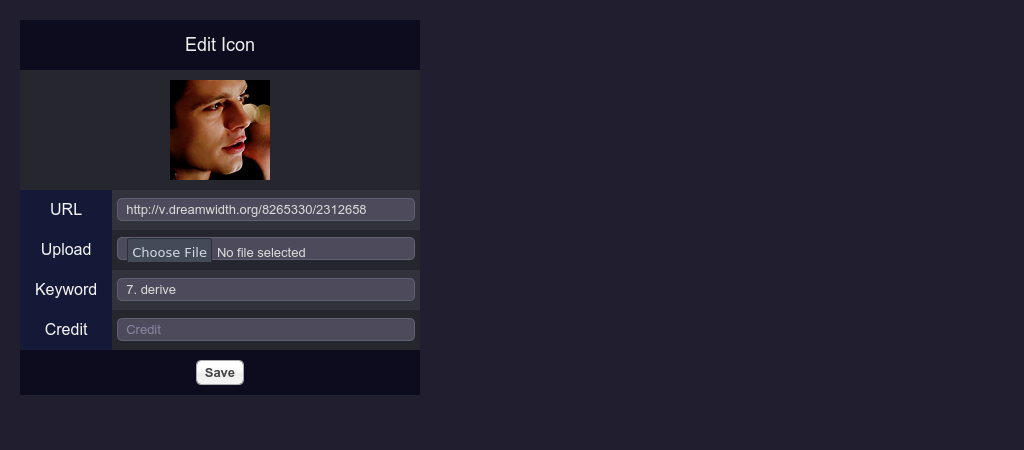 Edit Icon
URL
http://v.dreamwidth.org/8265330/2312658
Upload
Choose File No file selected
Keyword
7. derive
Credit
Credit
Save